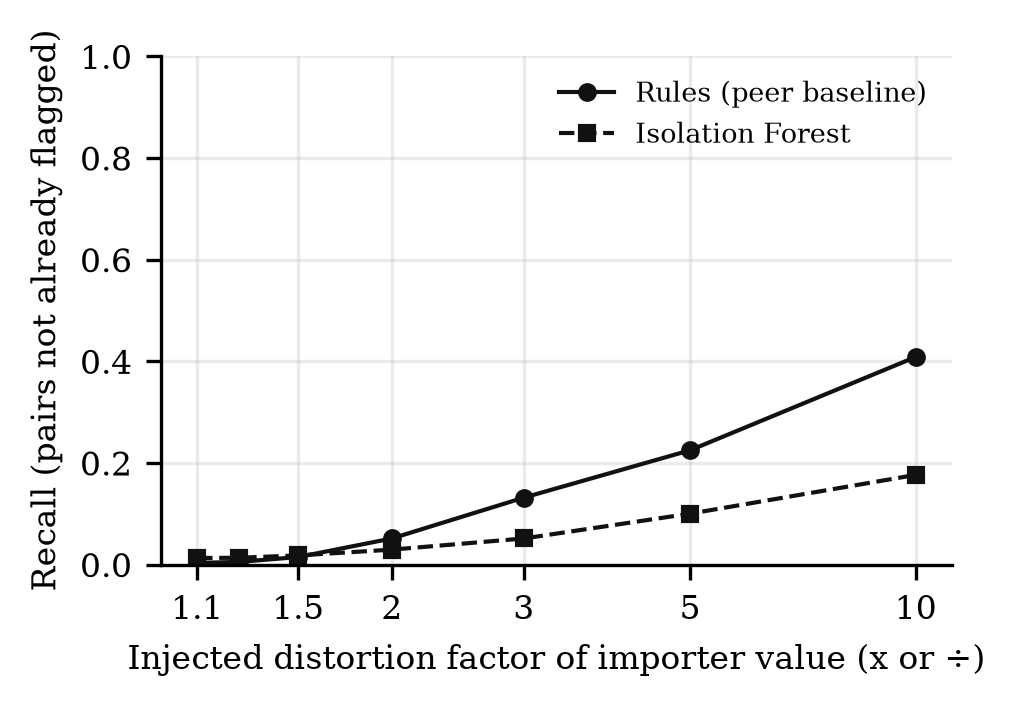 Recall (pairs not already flagged)
1.0
0.8
0.6
0.4
0.2
0.0
Rules (peer baseline)
Isolation Forest
1.1 1.5 2 3 5 10
Injected distortion factor of importer value (x or ÷)